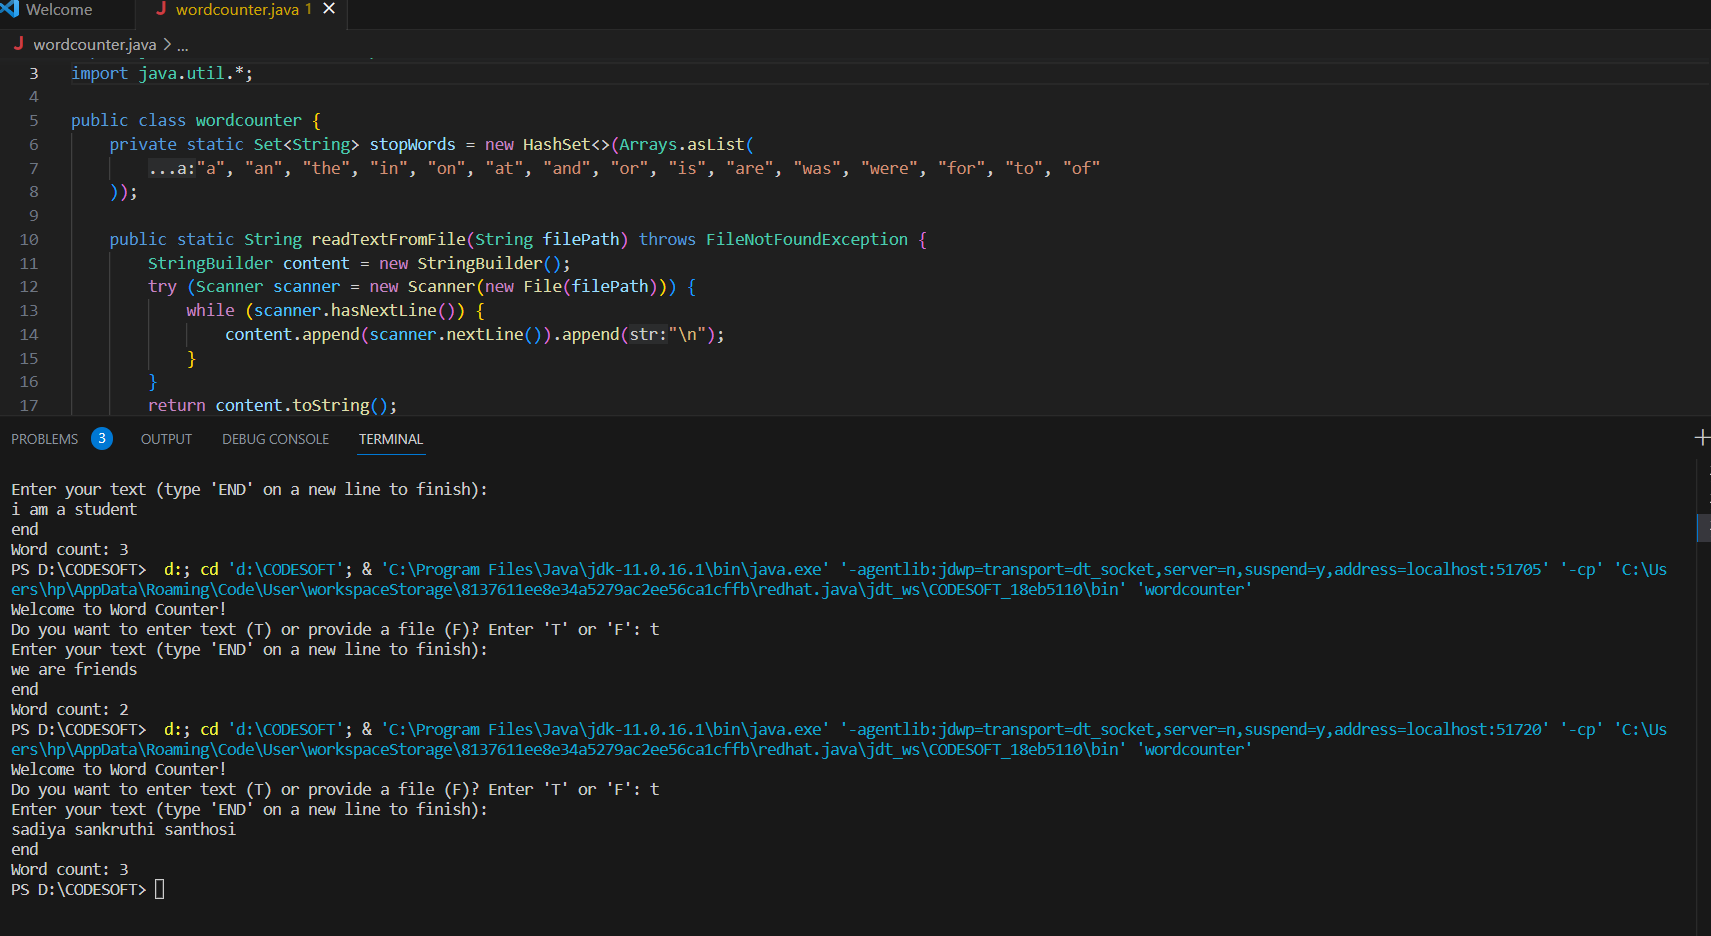 Welcome
J wordcounter.java 1 ×
J wordcounter.java > ...
3 import java.util.*;
4
5 public class wordcounter {
6 private static Set<String> stopWords = new HashSet<>(Arrays.asList(
7 ...a:"a", "an", "the", "in", "on", "at", "and", "or", "is", "are", "was", "were", "for", "to", "of"
8 ));
9
10 public static String readTextFromFile(String filePath) throws FileNotFoundException {
11 StringBuilder content = new StringBuilder();
12 try (Scanner scanner = new Scanner(new File(filePath))) {
13 while (scanner.hasNextLine()) {
14 content.append(scanner.nextLine()).append(str:"\n");
15 }
16 }
17 return content.toString();
PROBLEMS 3 OUTPUT DEBUG CONSOLE TERMINAL +
Enter your text (type 'END' on a new line to finish):
i am a student
end
Word count: 3
PS D:\CODESOFT>  d:; cd 'd:\CODESOFT'; & 'C:\Program Files\Java\jdk-11.0.16.1\bin\java.exe' '-agentlib:jdwp=transport=dt_socket,server=n,suspend=y,address=localhost:51705' '-cp' 'C:\Us
ers\hp\AppData\Roaming\Code\User\workspaceStorage\8137611ee8e34a5279ac2ee56ca1cffb\redhat.java\jdt_ws\CODESOFT_18eb5110\bin' 'wordcounter'
Welcome to Word Counter!
Do you want to enter text (T) or provide a file (F)? Enter 'T' or 'F': t
Enter your text (type 'END' on a new line to finish):
we are friends
end
Word count: 2
PS D:\CODESOFT>  d:; cd 'd:\CODESOFT'; & 'C:\Program Files\Java\jdk-11.0.16.1\bin\java.exe' '-agentlib:jdwp=transport=dt_socket,server=n,suspend=y,address=localhost:51720' '-cp' 'C:\Us
ers\hp\AppData\Roaming\Code\User\workspaceStorage\8137611ee8e34a5279ac2ee56ca1cffb\redhat.java\jdt_ws\CODESOFT_18eb5110\bin' 'wordcounter'
Welcome to Word Counter!
Do you want to enter text (T) or provide a file (F)? Enter 'T' or 'F': t
Enter your text (type 'END' on a new line to finish):
sadiya sankruthi santhosi
end
Word count: 3
PS D:\CODESOFT>